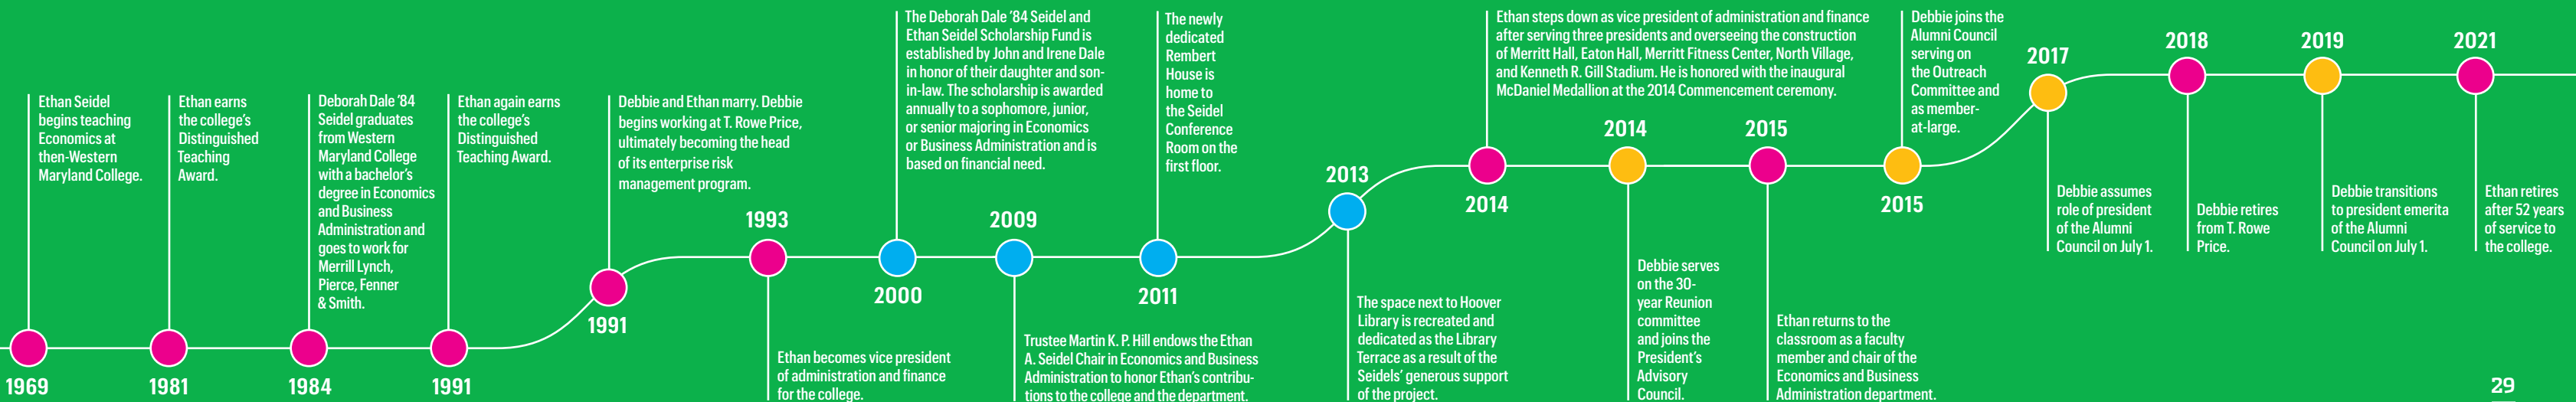 Ethan Seidel
begins teaching
Economics at
then-Western
Maryland College.
1969
Ethan earns
the college's
Distinguished
Teaching
Award.
1981
Deborah Dale '84
Seidel graduates
from Western
Maryland College
with a bachelor's
degree in Economics
and Business
Administration and
goes to work for
Merrill Lynch,
Pierce, Fenner
& Smith.
1984
Ethan again earns
the college's
Distinguished
Teaching Award.
1991
Debbie and Ethan marry. Debbie
begins working at T. Rowe Price,
ultimately becoming the head
of its enterprise risk
management program.
1991
1993
Ethan becomes vice president
of administration and finance
for the college.
The Deborah Dale '84 Seidel and
Ethan Seidel Scholarship Fund is
established by John and Irene Dale
in honor of their daughter and son-
in-law. The scholarship is awarded
annually to a sophomore, junior,
or senior majoring in Economics
or Business Administration and is
based on financial need.
2000
2009
Trustee Martin K. P. Hill endows the Ethan
A. Seidel Chair in Economics and Business
Administration to honor Ethan's contribu-
tions to the college and the department.
The newly
dedicated
Rembert
House is
home to
the Seidel
Conference
Room on the
first floor.
2011
2013
The space next to Hoover
Library is recreated and
dedicated as the Library
Terrace as a result of the
Seidels' generous support
of the project.
Ethan steps down as vice president of administration and finance
after serving three presidents and overseeing the construction
of Merritt Hall, Eaton Hall, Merritt Fitness Center, North Village,
and Kenneth R. Gill Stadium. He is honored with the inaugural
McDaniel Medallion at the 2014 Commencement ceremony.
2014
2014
Debbie serves
on the 30-
year Reunion
committee
and joins the
President's
Advisory
Council.
2015
Ethan returns to the
classroom as a faculty
member and chair of the
Economics and Business
Administration department.
Debbie joins the
Alumni Council
serving on
the Outreach
Committee and
as member-
at-large.
2015
2017
Debbie assumes
role of president
of the Alumni
Council on July 1.
2018
Debbie retires
from T. Rowe
Price.
2019
Debbie transitions
to president emerita
of the Alumni
Council on July 1.
2021
Ethan retires
after 52 years
of service to
the college.
29